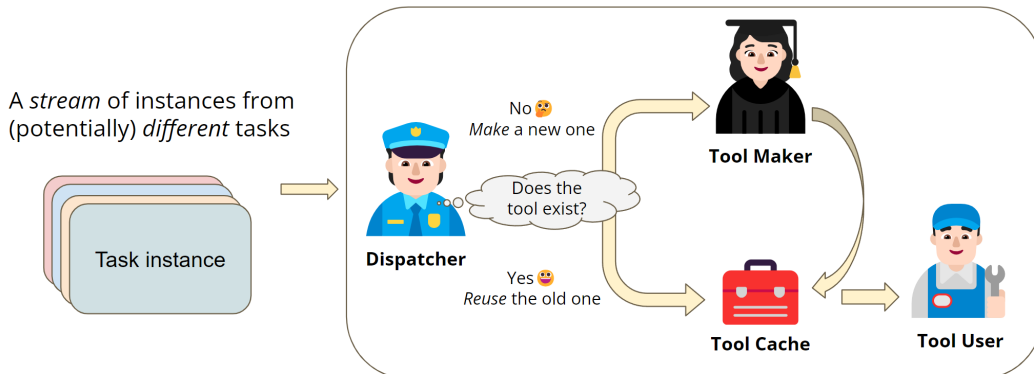 A stream of instances from
(potentially) different tasks
Task instance
Dispatcher
Does the
tool exist?
No
Make a new one
Yes
Reuse the old one
Tool Maker
Tool Cache
Tool User